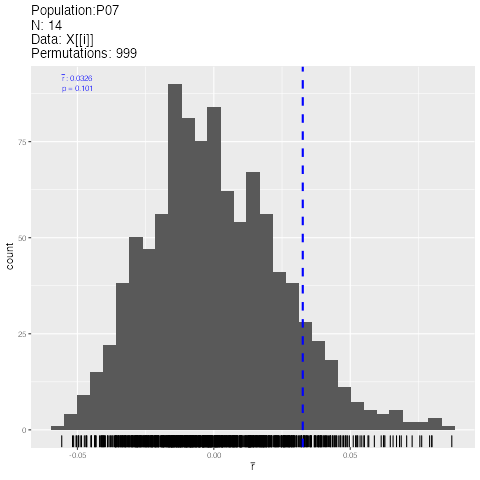 Population:P07
N: 14
Data: X[[i]]
Permutations: 999
r̄ : 0.0326
p = 0.101
count
75
50
25
0
-0.05
0.00
0.05
r̄